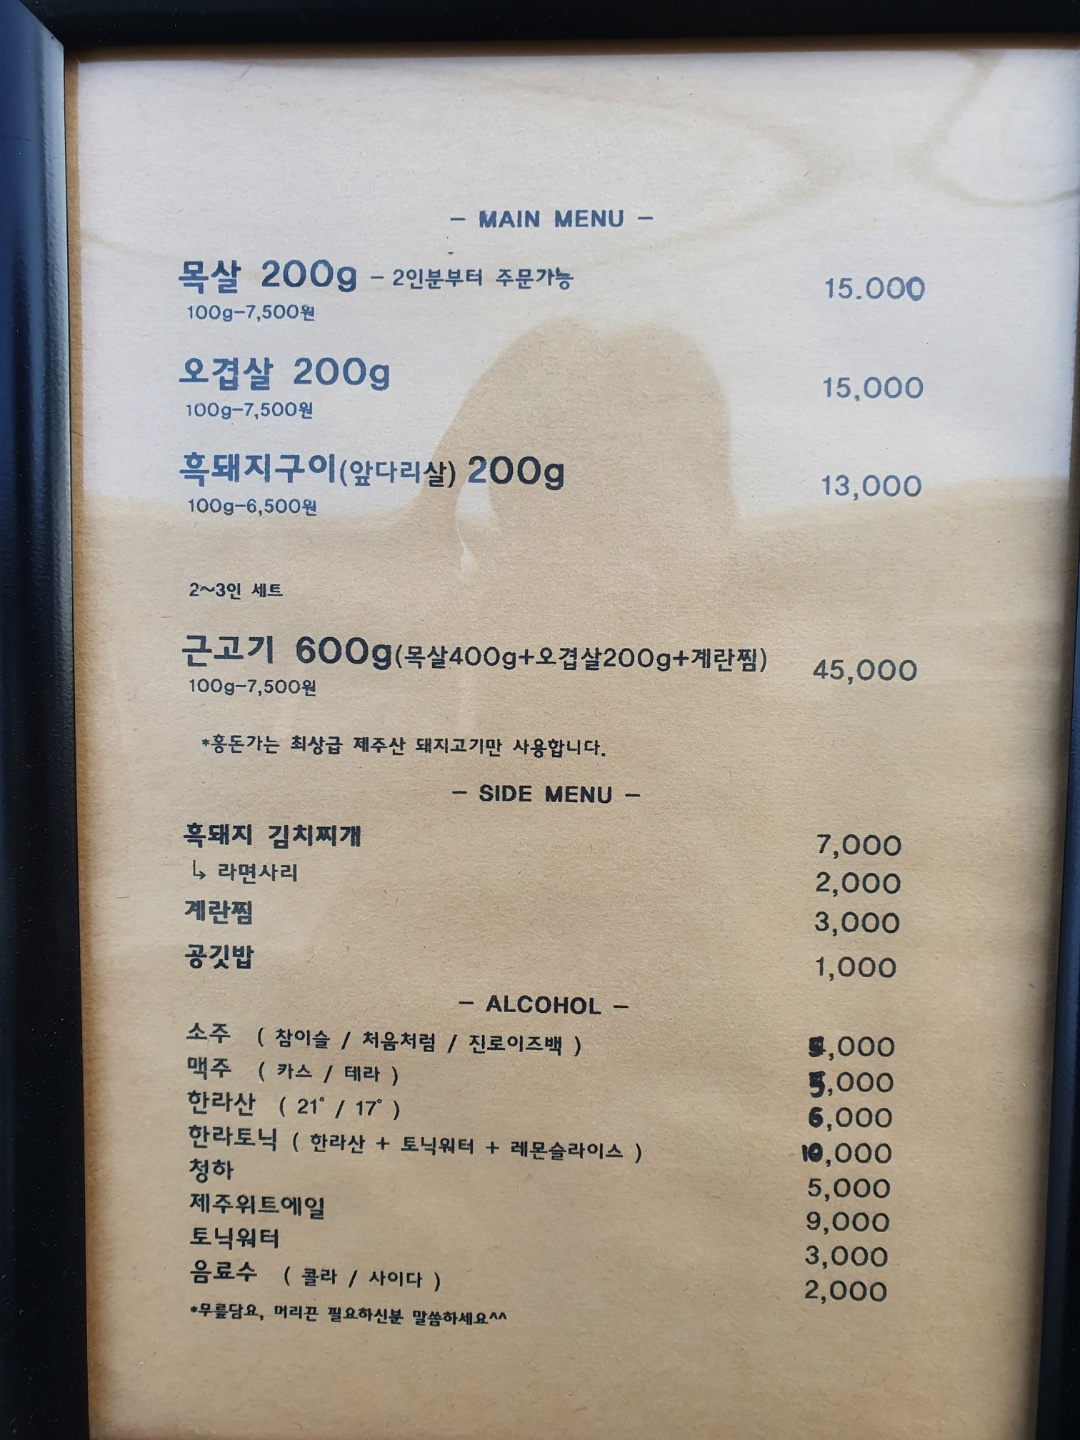 - MAIN MENU -
목살 200g - 2인분부터 주문가능 15.000
100g-7,500원
오겹살 200g 15,000
100g-7,500원
흑돼지구이(앞다리살) 200g 13,000
100g-6,500원
2~3인 세트
근고기 600g(목살400g+오겹살200g+계란찜) 45,000
100g-7,500원
*홍돈가는 최상급 제주산 돼지고기만 사용합니다.
- SIDE MENU -
흑돼지 김치찌개 7,000
↳ 라면사리 2,000
계란찜 3,000
공깃밥 1,000
- ALCOHOL -
소주 ( 참이슬 / 처음처럼 / 진로이즈백 )
맥주 ( 카스 / 테라 ) 5,000
한라산 ( 21° / 17° ) 6,000
한라토닉 ( 한라산 + 토닉워터 + 레몬슬라이스 ) 10,000
청하 5,000
제주위트에일 9,000
토닉워터 3,000
음료수 ( 콜라 / 사이다 ) 2,000
*무릎담요, 머리끈 필요하신분 말씀하세요^^